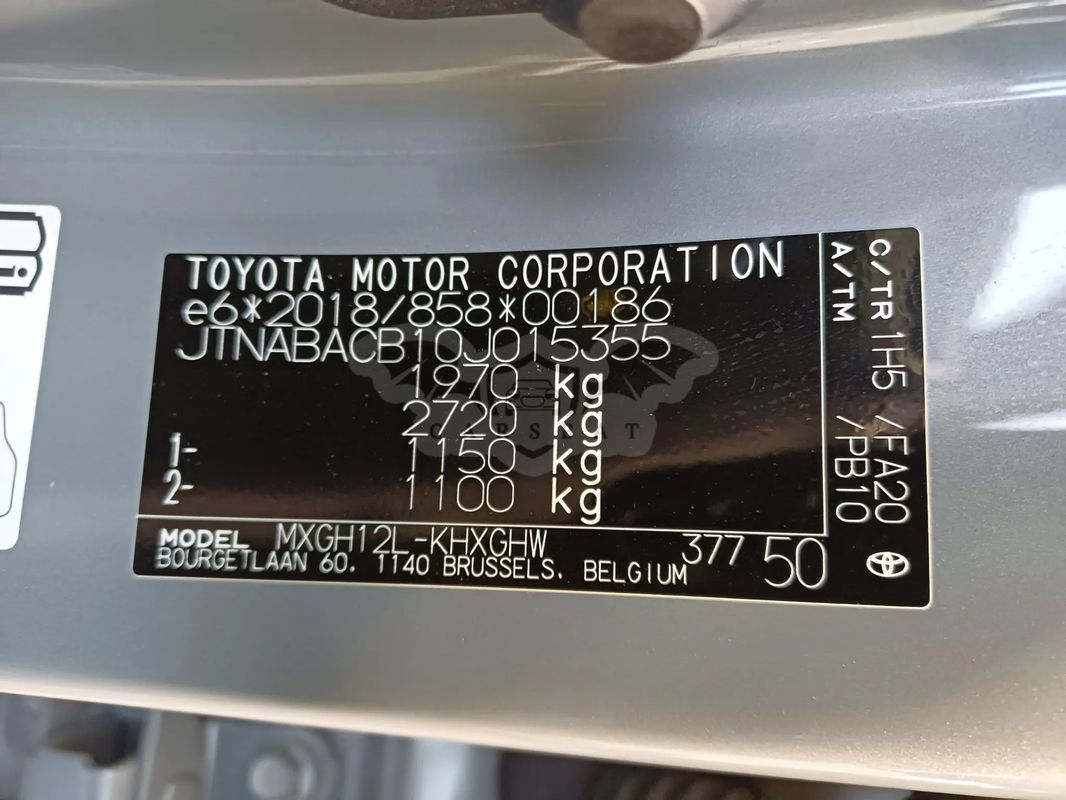 TOYOTA MOTOR CORPORATION
e6*2018/858*00186
JTNABACB10J015355
1970 kg
2720 kg
1- 1150 kg
2- 1100 kg
MODEL MXGH12L-KHXGHW
BOURGETLAAN 60, 1140 BRUSSELS, BELGIUM
377 50
C/TR 1H5 /FA20
A/TM /PB10
i